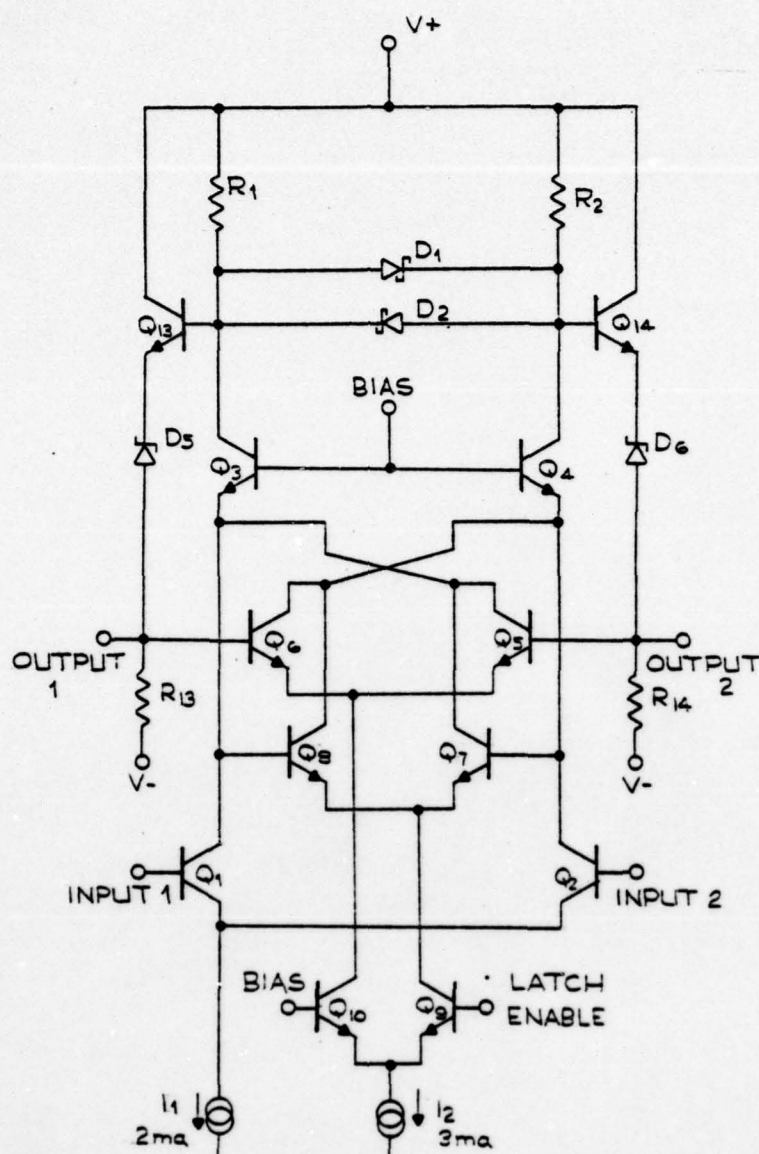 V+
R1
R2
D1
D2
Q13
Q14
BIAS
D5
D6
Q3
Q4
Q6
Q5
OUTPUT
1
OUTPUT
2
R13
R14
Q8
Q7
V-
V-
Q1
Q2
INPUT 1
INPUT 2
BIAS
Q10
Q9
LATCH
ENABLE
I1
2ma
I2
3ma